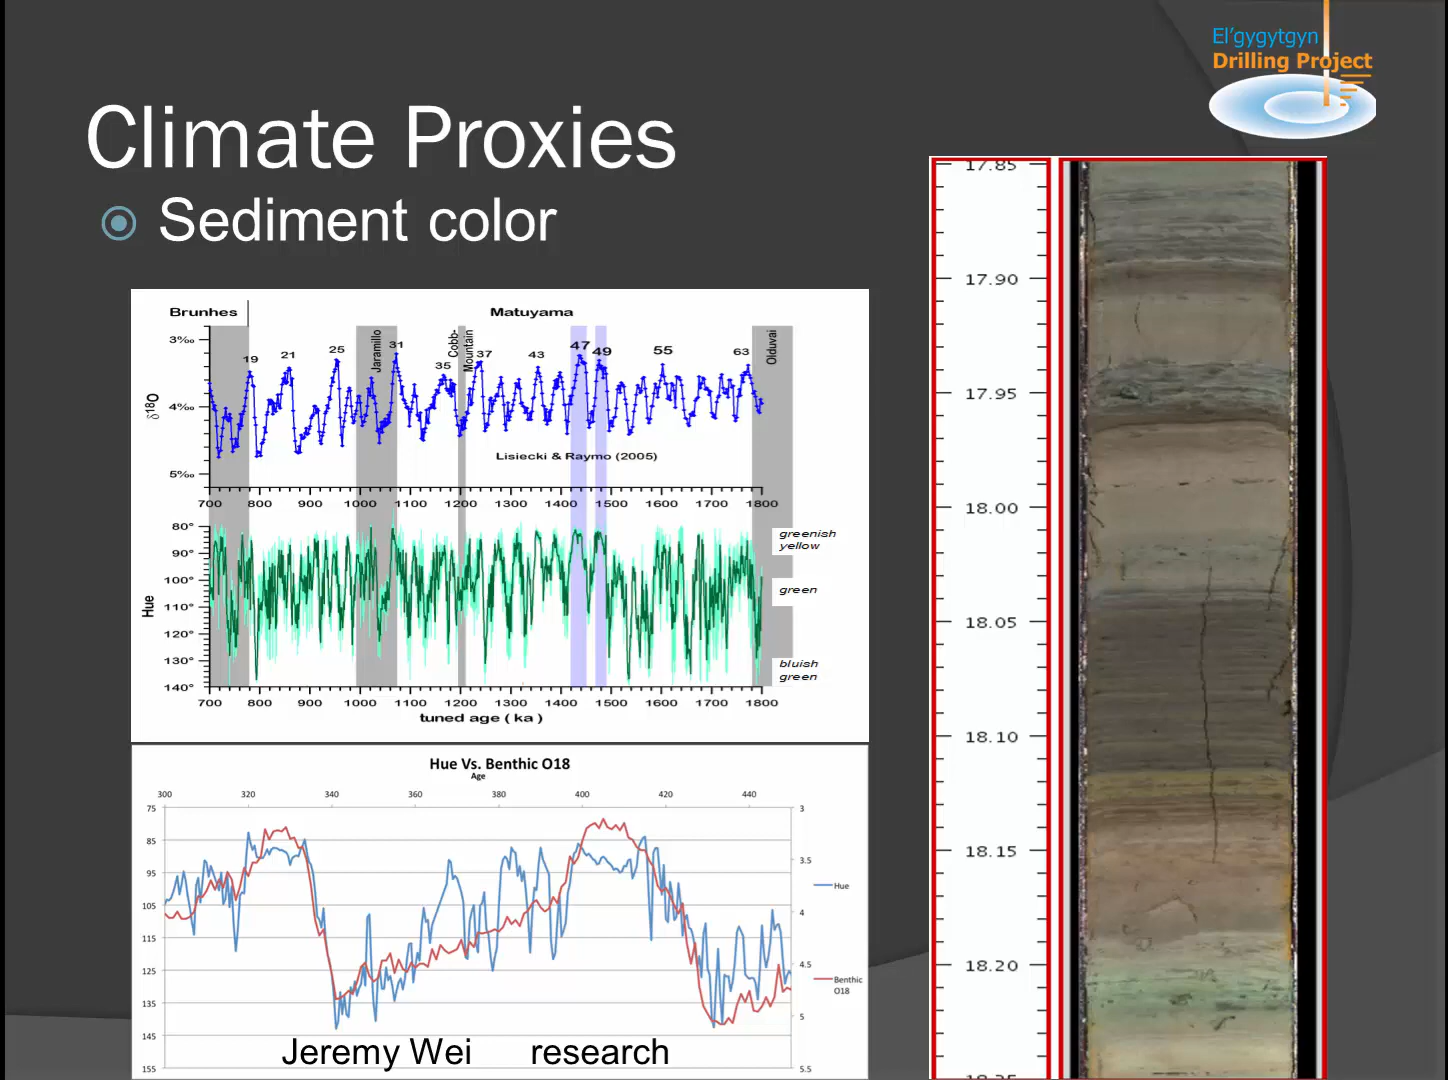 El'gygytgyn
Drilling Project
Climate Proxies
Sediment color
Brunhes
Matuyama
3‰
4‰
5‰
δ18O
19
21
25
Jaramillo
31
35
Cobb-
Mountain
37
43
47
49
55
63
Olduvai
Lisiecki & Raymo (2005)
700 800 900 1000 1100 1200 1300 1400 1500 1600 1700 1800
80°
90°
100°
110°
120°
130°
140°
Hue
greenish
yellow
green
bluish
green
700 800 900 1000 1100 1200 1300 1400 1500 1600 1700 1800
tuned age ( ka )
Hue Vs. Benthic O18
Age
300 320 340 360 380 400 420 440
75
85
95
105
115
125
135
145
155
3
3.5
4
4.5
5
5.5
Hue
Benthic
O18
Jeremy Wei research
17.85
17.90
17.95
18.00
18.05
18.10
18.15
18.20